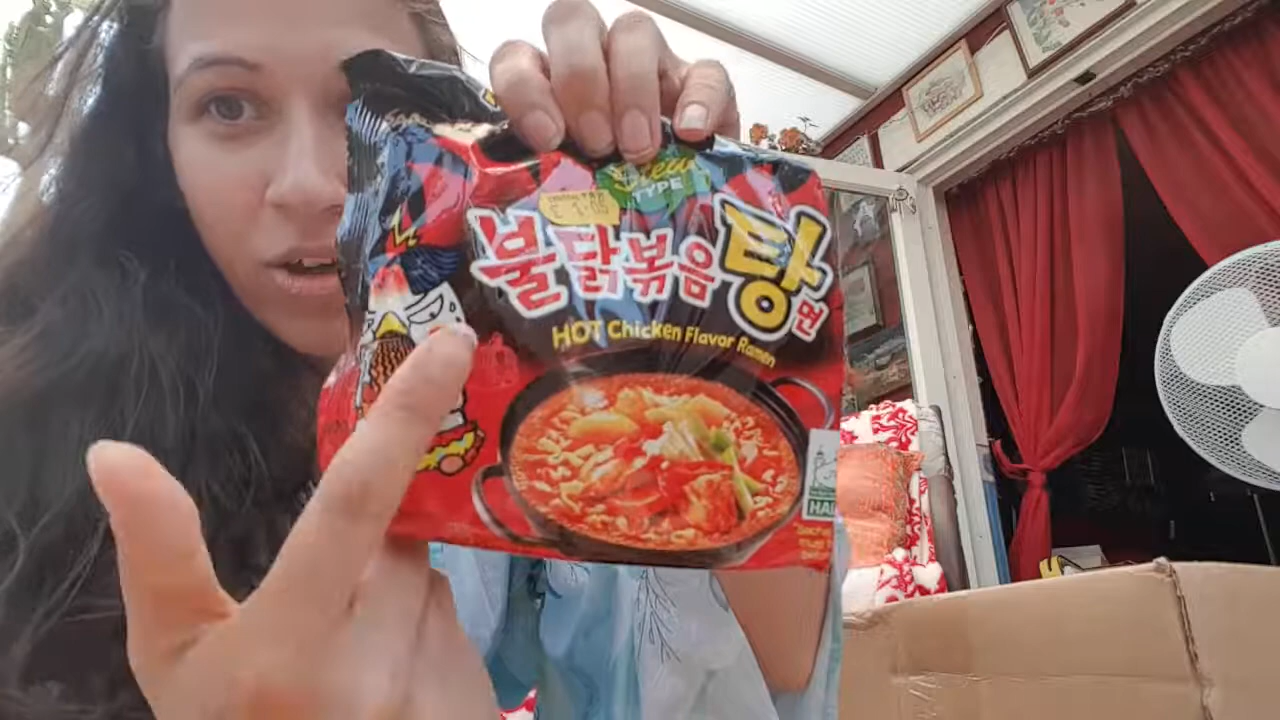 Stew
TYPE
불닭볶음탕면
HOT Chicken Flavor Ramen